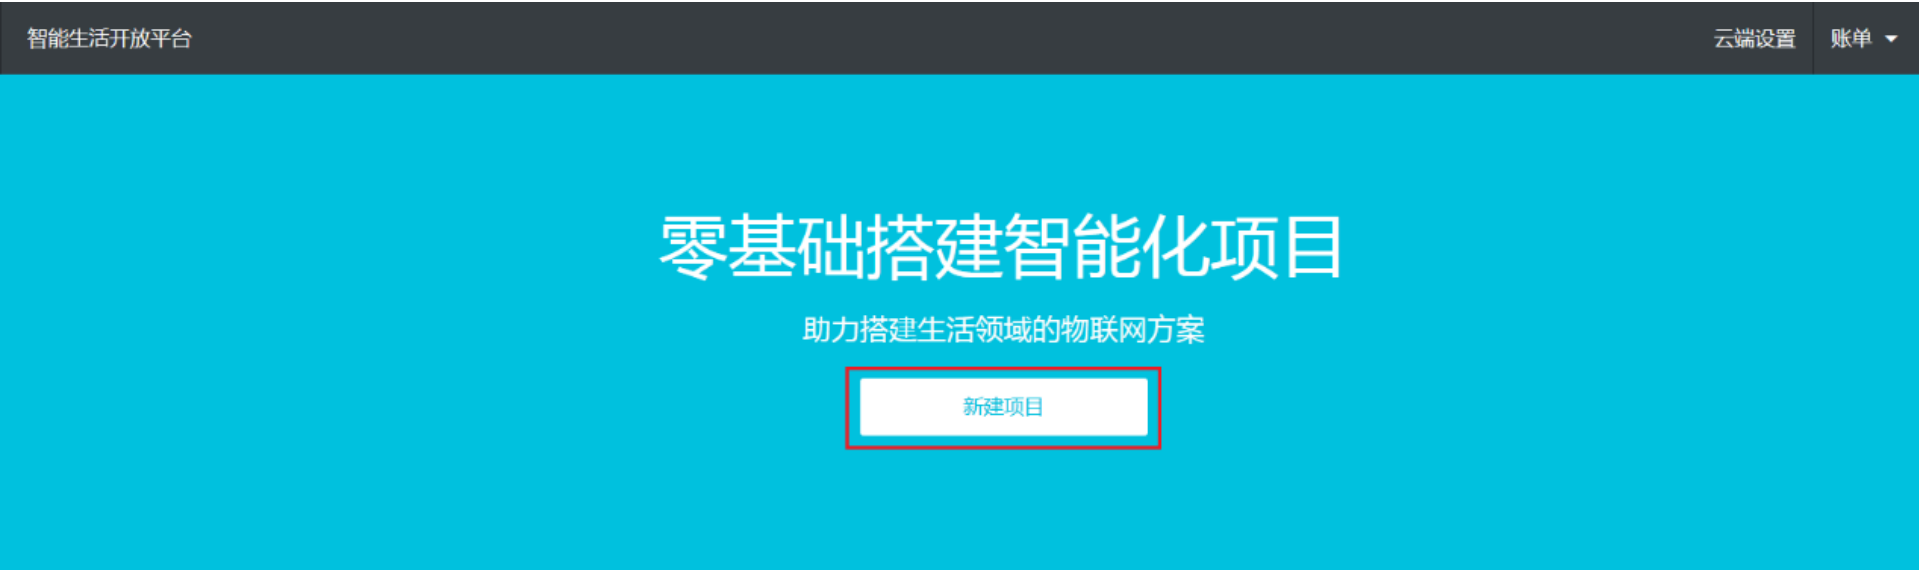 智能生活开放平台
云端设置
账单
零基础搭建智能化项目
助力搭建生活领域的物联网方案
新建项目